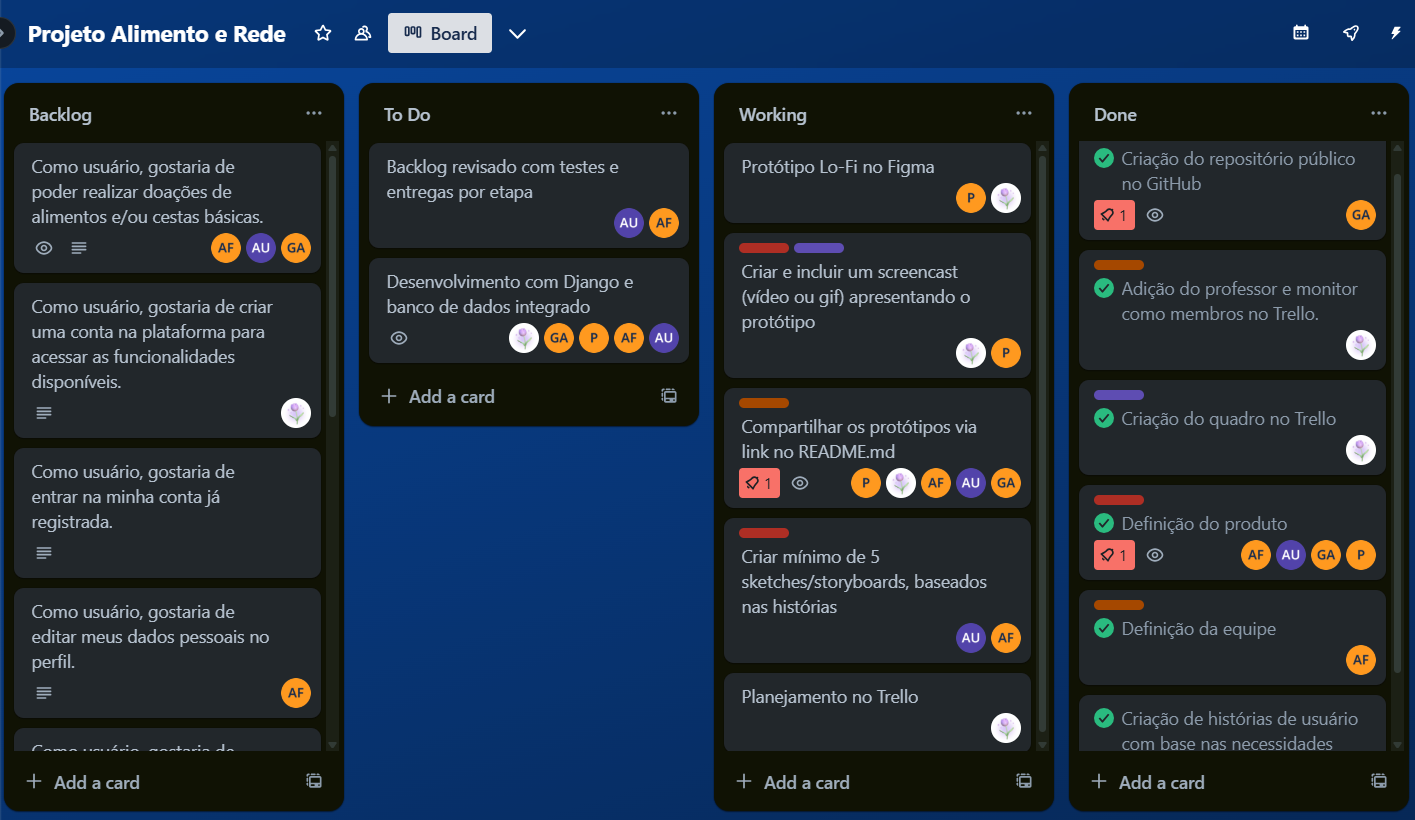 Projeto Alimento e Rede
Board
Backlog
Como usuário, gostaria de
poder realizar doações de
alimentos e/ou cestas básicas.
AF AU GA
Como usuário, gostaria de criar
uma conta na plataforma para
acessar as funcionalidades
disponíveis.
Como usuário, gostaria de
entrar na minha conta já
registrada.
Como usuário, gostaria de
editar meus dados pessoais no
perfil.
AF
Como usuário, gostaria de
Add a card
To Do
Backlog revisado com testes e
entregas por etapa
AU AF
Desenvolvimento com Django e
banco de dados integrado
GA P AF AU
Add a card
Working
Protótipo Lo-Fi no Figma
P
Criar e incluir um screencast
(vídeo ou gif) apresentando o
protótipo
P
Compartilhar os protótipos via
link no README.md
1 P AF AU GA
Criar mínimo de 5
sketches/storyboards, baseados
nas histórias
AU AF
Planejamento no Trello
Add a card
Done
Criação do repositório público
no GitHub
1 GA
Adição do professor e monitor
como membros no Trello.
Criação do quadro no Trello
Definição do produto
1 AF AU GA P
Definição da equipe
AF
Criação de histórias de usuário
com base nas necessidades
Add a card